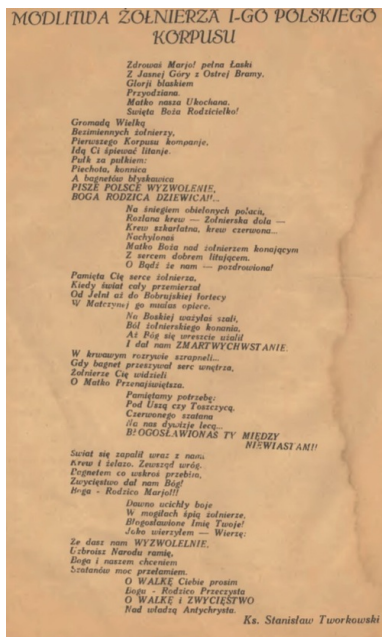 MODLITWA ŻOŁNIERZA I-GO POLSKIEGO
KORPUSU
Zdrowaś Marjo! pełna Łaski
Z Jasnej Góry z Ostrej Bramy,
Glorji blaskiem
Przyodziana.
Matko nasza Ukochana.
Święta Boża Rodzicielko!
Gromadą Wielką
Bezimiennych żołnierzy,
Pierwszego Korpusu kompanje,
Idą Ci śpiewać litanje.
Pułk za pułkiem:
Piechota, konnica
A bagnetów błyskawica
PISZE POLSCE WYZWOLENIE,
BOGA RODZICA DZIEWICA!!...
Na śniegiem obielonych polach,
Rozlana krew — Żołnierska dola —
Krew szkarłatna, krew czerwona...
Nachylonaś
Matko Boża nad żołnierzem konającym
Z sercem dobrem litującem.
O Bądź że nam — pozdrowiona!
Pamięta Cię serce żołnierza,
Kiedy świat cały przemierzał
Od Jelni aż do Bobrujskiej fortecy
W Matczynej go miałaś opiece.
Na Boskiej ważyłaś szali,
Ból żołnierskiego konania,
Aż Bóg się wreszcie użalił
I dał nam ZMARTWYCHWSTANIE.
W krwawym rozrywie szrapneli...
Gdy bagnet przeszywał serc wnętrza,
Żołnierze Cię widzieli
O Matko Przenajświętsza.
Pamiętamy potrzebę:
Pod Uszą czy Toszczycą.
Czerwonego szatana
Na nas dywizje lecą...
BŁOGOSŁAWIONAŚ TY MIĘDZY
NIEWIASTAMI!
Świat się zapalił wraz z nami
Krew i żelazo. Zewsząd wróg.
Bagnetem co wskroś przebija,
Zwycięstwo dał nam Bóg!
Boga - Rodzico Marjo!!!
Dawno ucichły boje
W mogiłach śpią żołnierze,
Błogosławione Imię Twoje!
Jako wierzyłem — Wierzę:
Że dasz nam WYZWOLELNIE,
Uzbroisz Narodu ramię,
Boga i naszem chceniem
Szatanów moc przełamiem.
O WALKĘ Ciebie prosim
Boga - Rodzico Przeczysta
O WALKĘ i ZWYCIĘSTWO
Nad władzą Antychrysta.
Ks. Stanisław Tworkowski